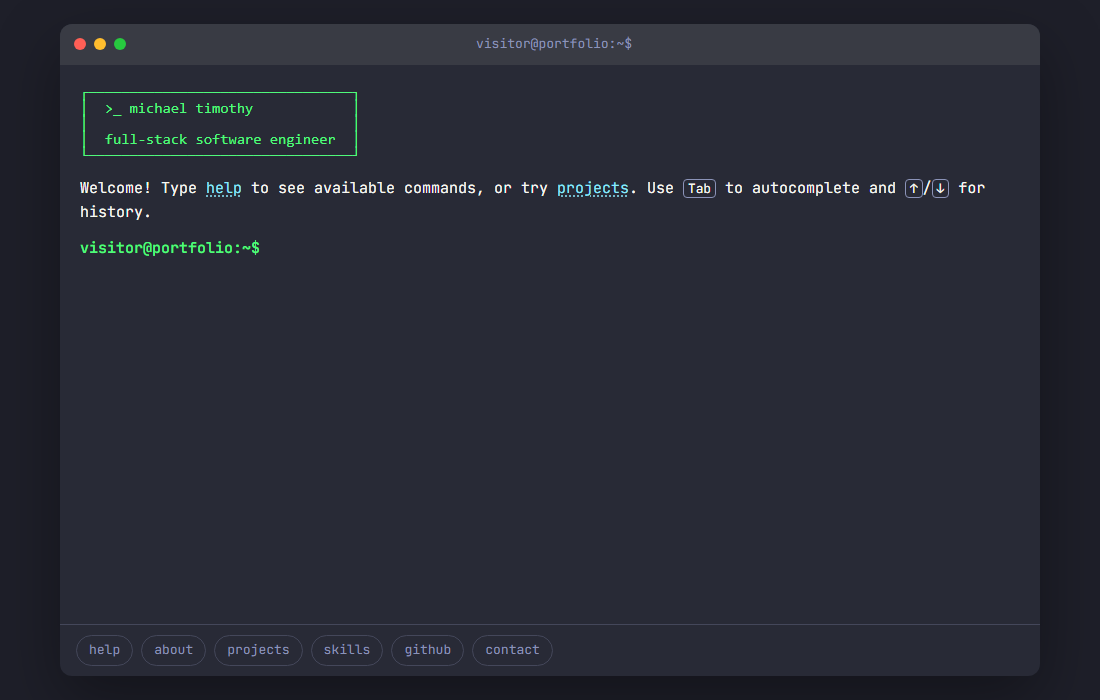 visitor@portfolio:~$
>_ michael timothy
full-stack software engineer
Welcome! Type help to see available commands, or try projects. Use Tab to autocomplete and ↑/↓ for
history.
visitor@portfolio:~$
help about projects skills github contact